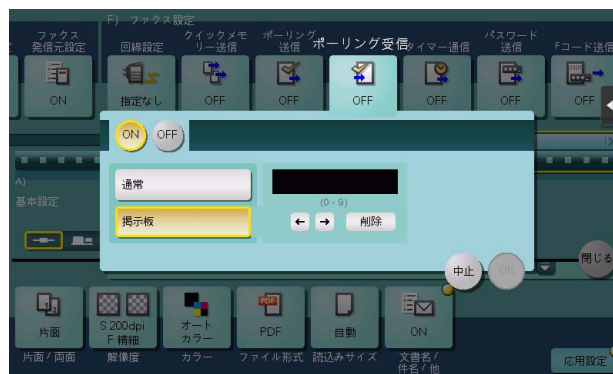 F) ファクス設定
ファクス
発信元設定
回線設定
クイックメモ
リー送信
ポーリング
送信
ポーリング受信
タイマー通信
パスワード
送信
Fコード送信
ON
指定なし
OFF
OFF
OFF
OFF
OFF
OFF
ON
OFF
A)
基本設定
通常
掲示板
(0 - 9)
← → 削除
中止
OK
閉じる
片面
S 200dpi
F 精細
オート
カラー
PDF
自動
ON
片面 / 両面
解像度
カラー
ファイル形式
読込みサイズ
文書名 /
件名 / 他
応用設定